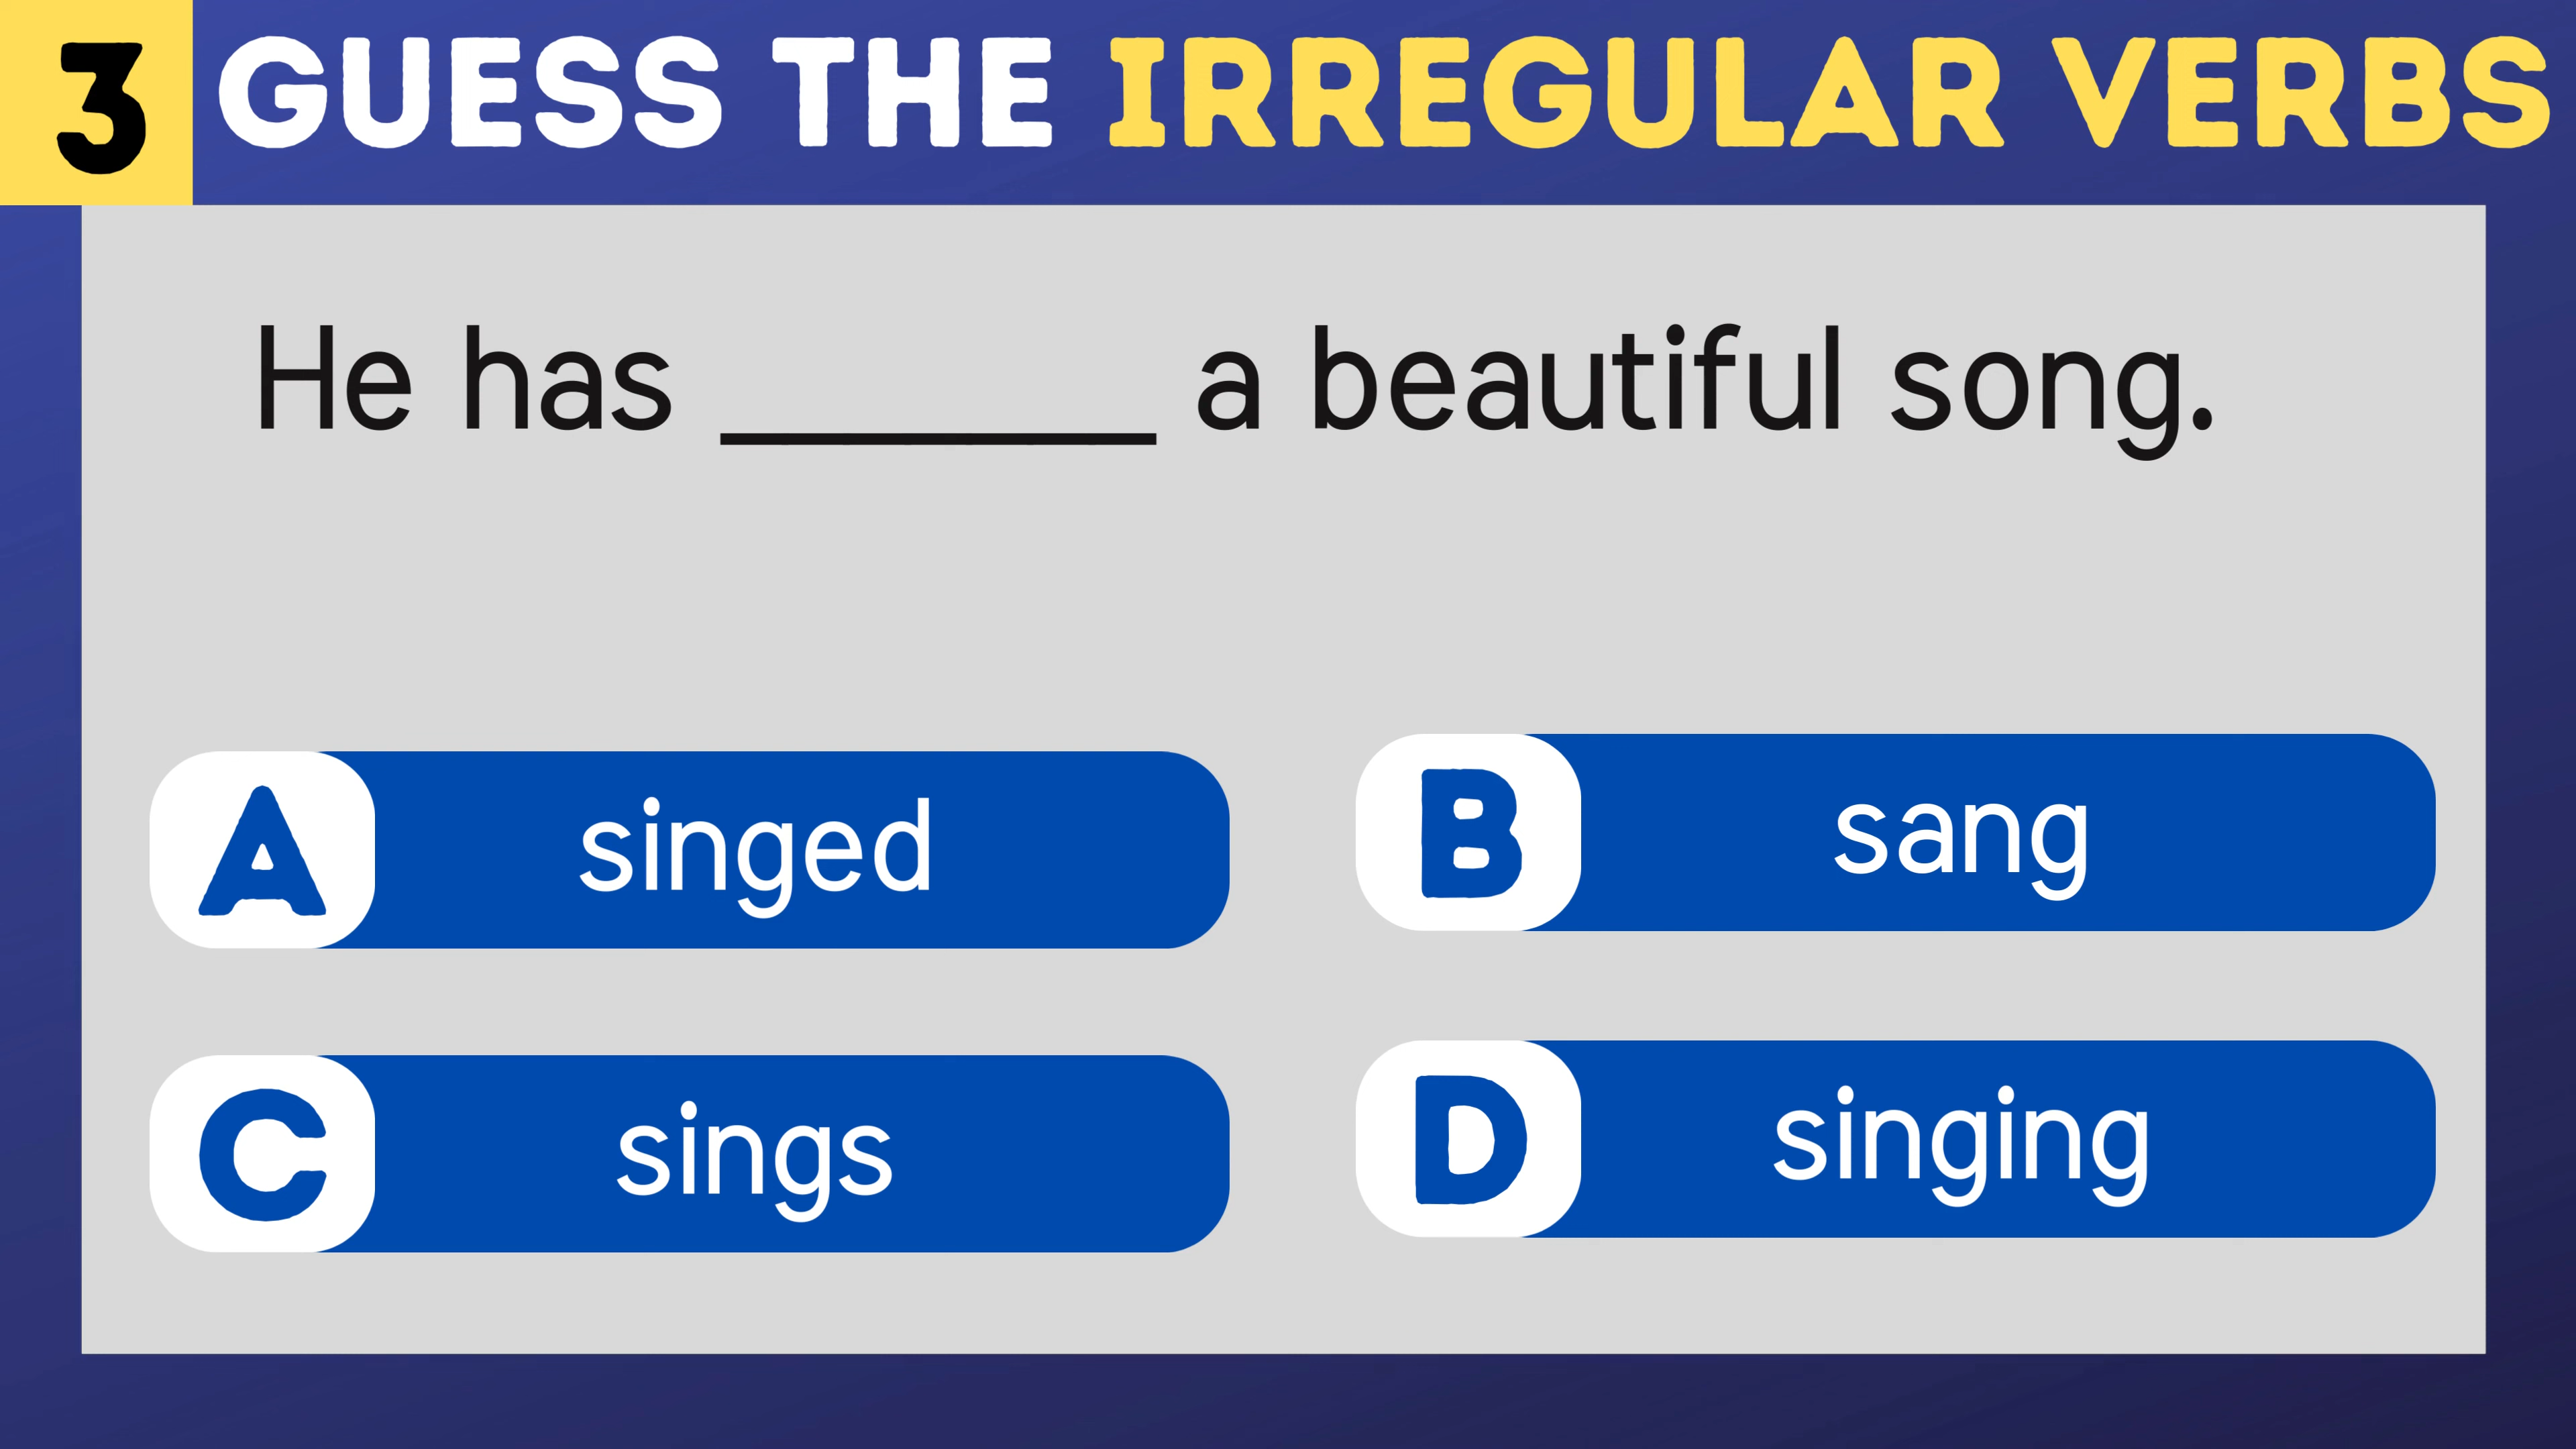 3 GUESS THE IRREGULAR VERBS
He has ________ a beautiful song.
A singed
B sang
C sings
D singing